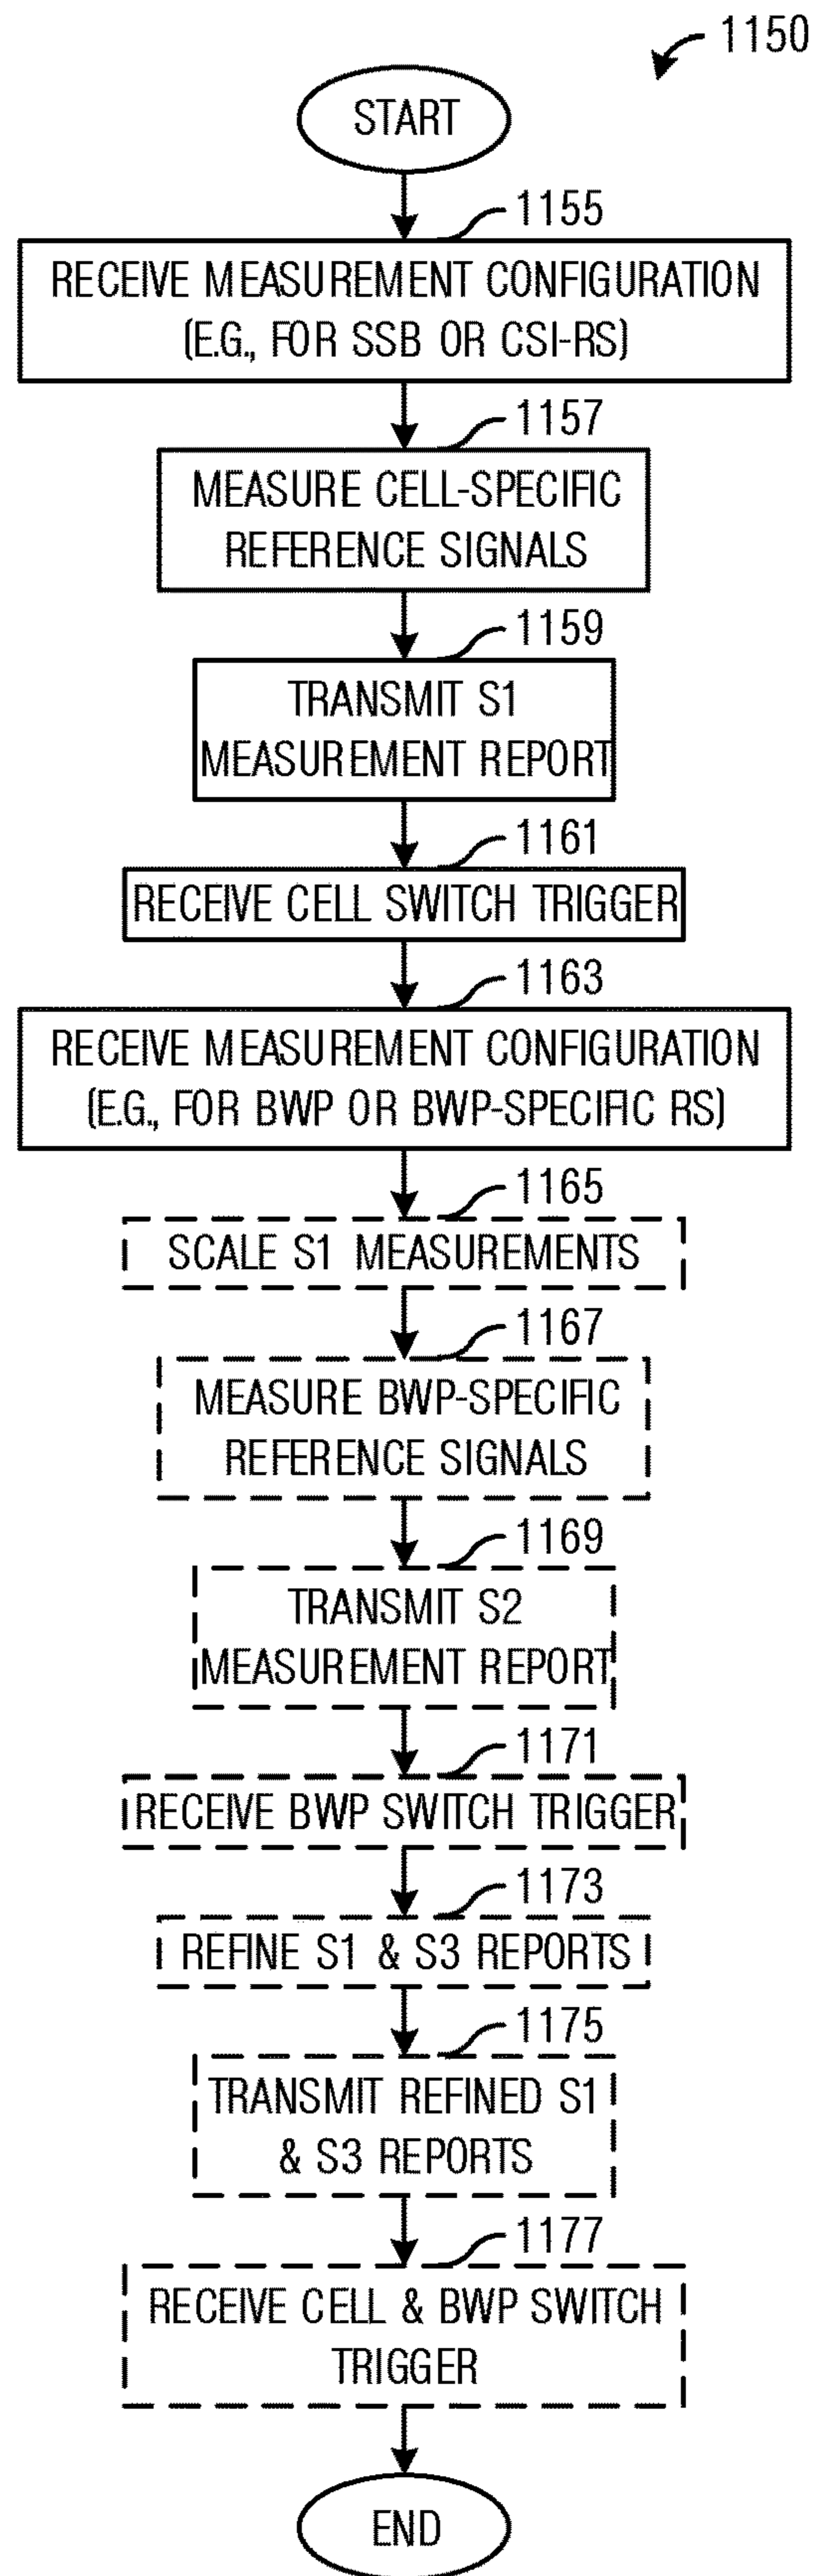 1150
START
1155
RECEIVE MEASUREMENT CONFIGURATION
(E.G., FOR SSB OR CSI-RS)
1157
MEASURE CELL-SPECIFIC
REFERENCE SIGNALS
1159
TRANSMIT S1
MEASUREMENT REPORT
1161
RECEIVE CELL SWITCH TRIGGER
1163
RECEIVE MEASUREMENT CONFIGURATION
(E.G., FOR BWP OR BWP-SPECIFIC RS)
1165
SCALE S1 MEASUREMENTS
1167
MEASURE BWP-SPECIFIC
REFERENCE SIGNALS
1169
TRANSMIT S2
MEASUREMENT REPORT
1171
RECEIVE BWP SWITCH TRIGGER
1173
REFINE S1 & S3 REPORTS
1175
TRANSMIT REFINED S1
& S3 REPORTS
1177
RECEIVE CELL & BWP SWITCH
TRIGGER
END